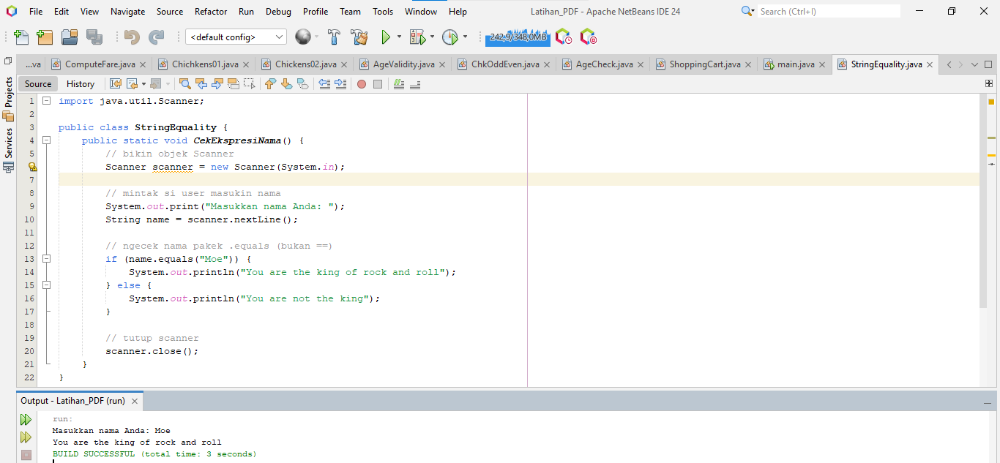 File Edit View Navigate Source Refactor Run Debug Profile Team Tools Window Help Latihan_PDF - Apache NetBeans IDE 24 Search (Ctrl+I)
<default config> 242,9/348,0MB
...va ComputeFare.java Chichkens01.java Chickens02.java AgeValidity.java ChkOddEven.java AgeCheck.java ShoppingCart.java main.java StringEquality.java
Source History
Projects
Services
1 import java.util.Scanner;
2
3 public class StringEquality {
4 public static void CekEkspresiNama() {
5 // bikin objek Scanner
Scanner scanner = new Scanner(System.in);
7
8 // mintak si user masukin nama
9 System.out.print("Masukkan nama Anda: ");
10 String name = scanner.nextLine();
11
12 // ngecek nama pakek .equals (bukan ==)
13 if (name.equals("Moe")) {
14 System.out.println("You are the king of rock and roll");
15 } else {
16 System.out.println("You are not the king");
17 }
18
19 // tutup scanner
20 scanner.close();
21 }
22 }
Output - Latihan_PDF (run)
run:
Masukkan nama Anda: Moe
You are the king of rock and roll
BUILD SUCCESSFUL (total time: 3 seconds)